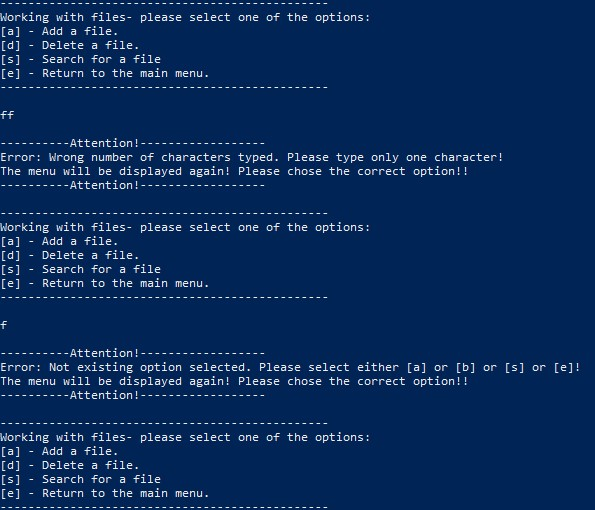 -----------------------------------------------
Working with files- please select one of the options:
[a] - Add a file.
[d] - Delete a file.
[s] - Search for a file
[e] - Return to the main menu.
-----------------------------------------------
ff
----------Attention!------------------
Error: Wrong number of characters typed. Please type only one character!
The menu will be displayed again! Please chose the correct option!!
----------Attention!------------------
-----------------------------------------------
Working with files- please select one of the options:
[a] - Add a file.
[d] - Delete a file.
[s] - Search for a file
[e] - Return to the main menu.
-----------------------------------------------
f
----------Attention!------------------
Error: Not existing option selected. Please select either [a] or [b] or [s] or [e]!
The menu will be displayed again! Please chose the correct option!!
----------Attention!------------------
-----------------------------------------------
Working with files- please select one of the options:
[a] - Add a file.
[d] - Delete a file.
[s] - Search for a file
[e] - Return to the main menu.
-----------------------------------------------